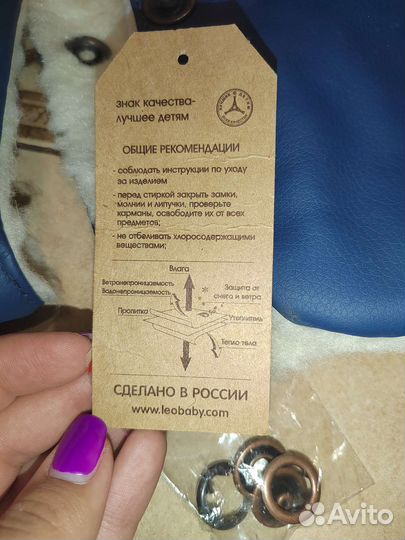 знак качества-
лучшее детям
ОБЩИЕ РЕКОМЕНДАЦИИ
- соблюдать инструкции по уходу
за изделием
- перед стиркой закрыть замки,
молнии и липучки, проверьте
карманы, освободите их от всех
предметов;
- не отбеливать хлоросодержащими
веществами;
Влага
Ветронепроницаемость
Водонепроницаемость
Защита от
снега и ветра
Пропитка
Утеплитель
Тепло тела
СДЕЛАНО В РОССИИ
www.leobaby.com
Avito